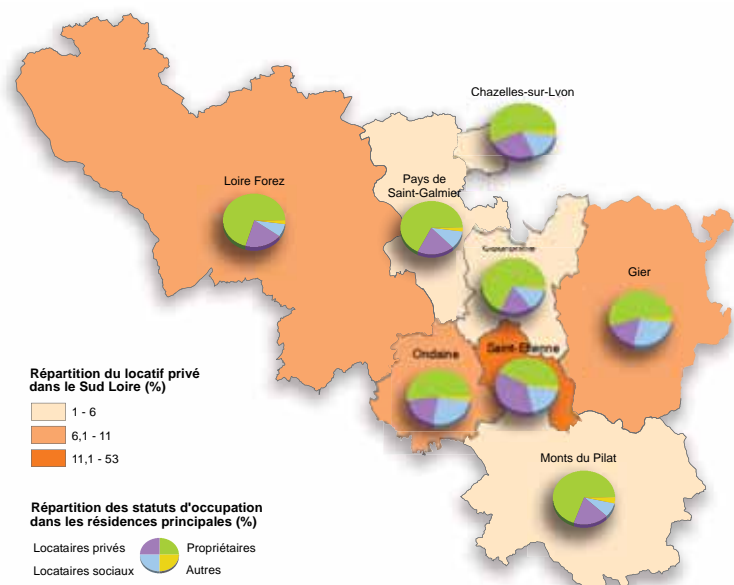 Chazelles-sur-Lyon
Loire Forez
Pays de
Saint-Galmier
Gier
Ondaine
Saint-Etienne
Monts du Pilat
Répartition du locatif privé
dans le Sud Loire (%)
1 - 6
6,1 - 11
11,1 - 53
Répartition des statuts d'occupation
dans les résidences principales (%)
Locataires privés
Propriétaires
Locataires sociaux
Autres